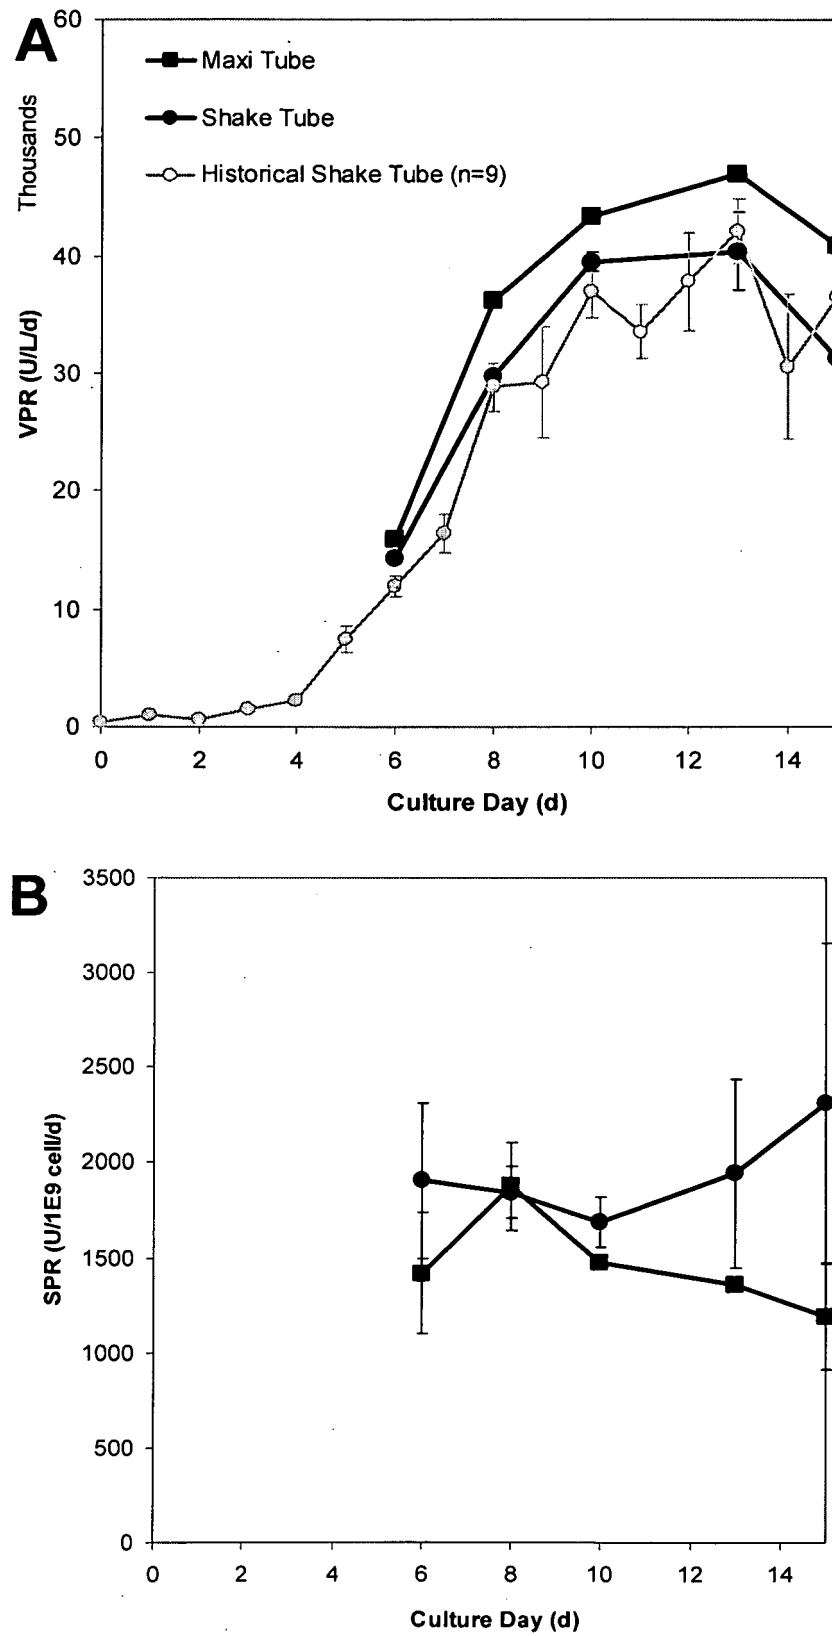 A
60
Maxi Tube
Shake Tube
Historical Shake Tube (n=9)
Thousands
VPR (U/L/d)
50
40
30
20
10
0
0 2 4 6 8 10 12 14
Culture Day (d)
B
3500
3000
2500
2000
1500
1000
500
0
SPR (U/1E9 cell/d)
0 2 4 6 8 10 12 14
Culture Day (d)